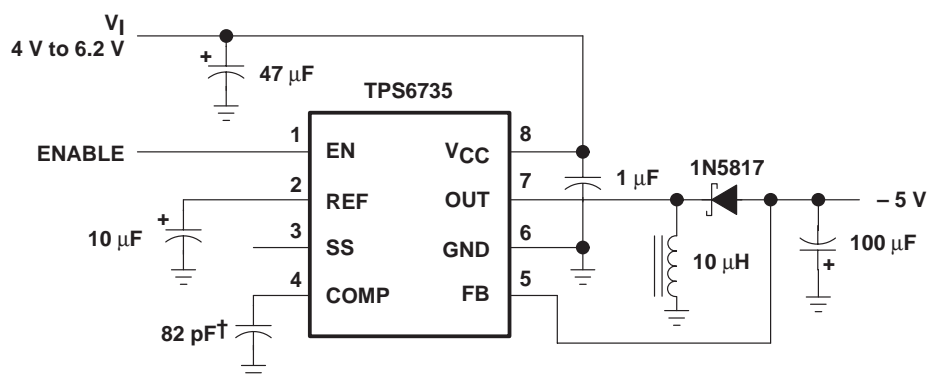 VI
4 V to 6.2 V
+
47 µF
TPS6735
ENABLE
1
EN
VCC
8
1N5817
2
REF
OUT
7
1 µF
– 5 V
+
10 µF
3
SS
GND
6
10 µH
100 µF
+
4
COMP
FB
5
82 pF†